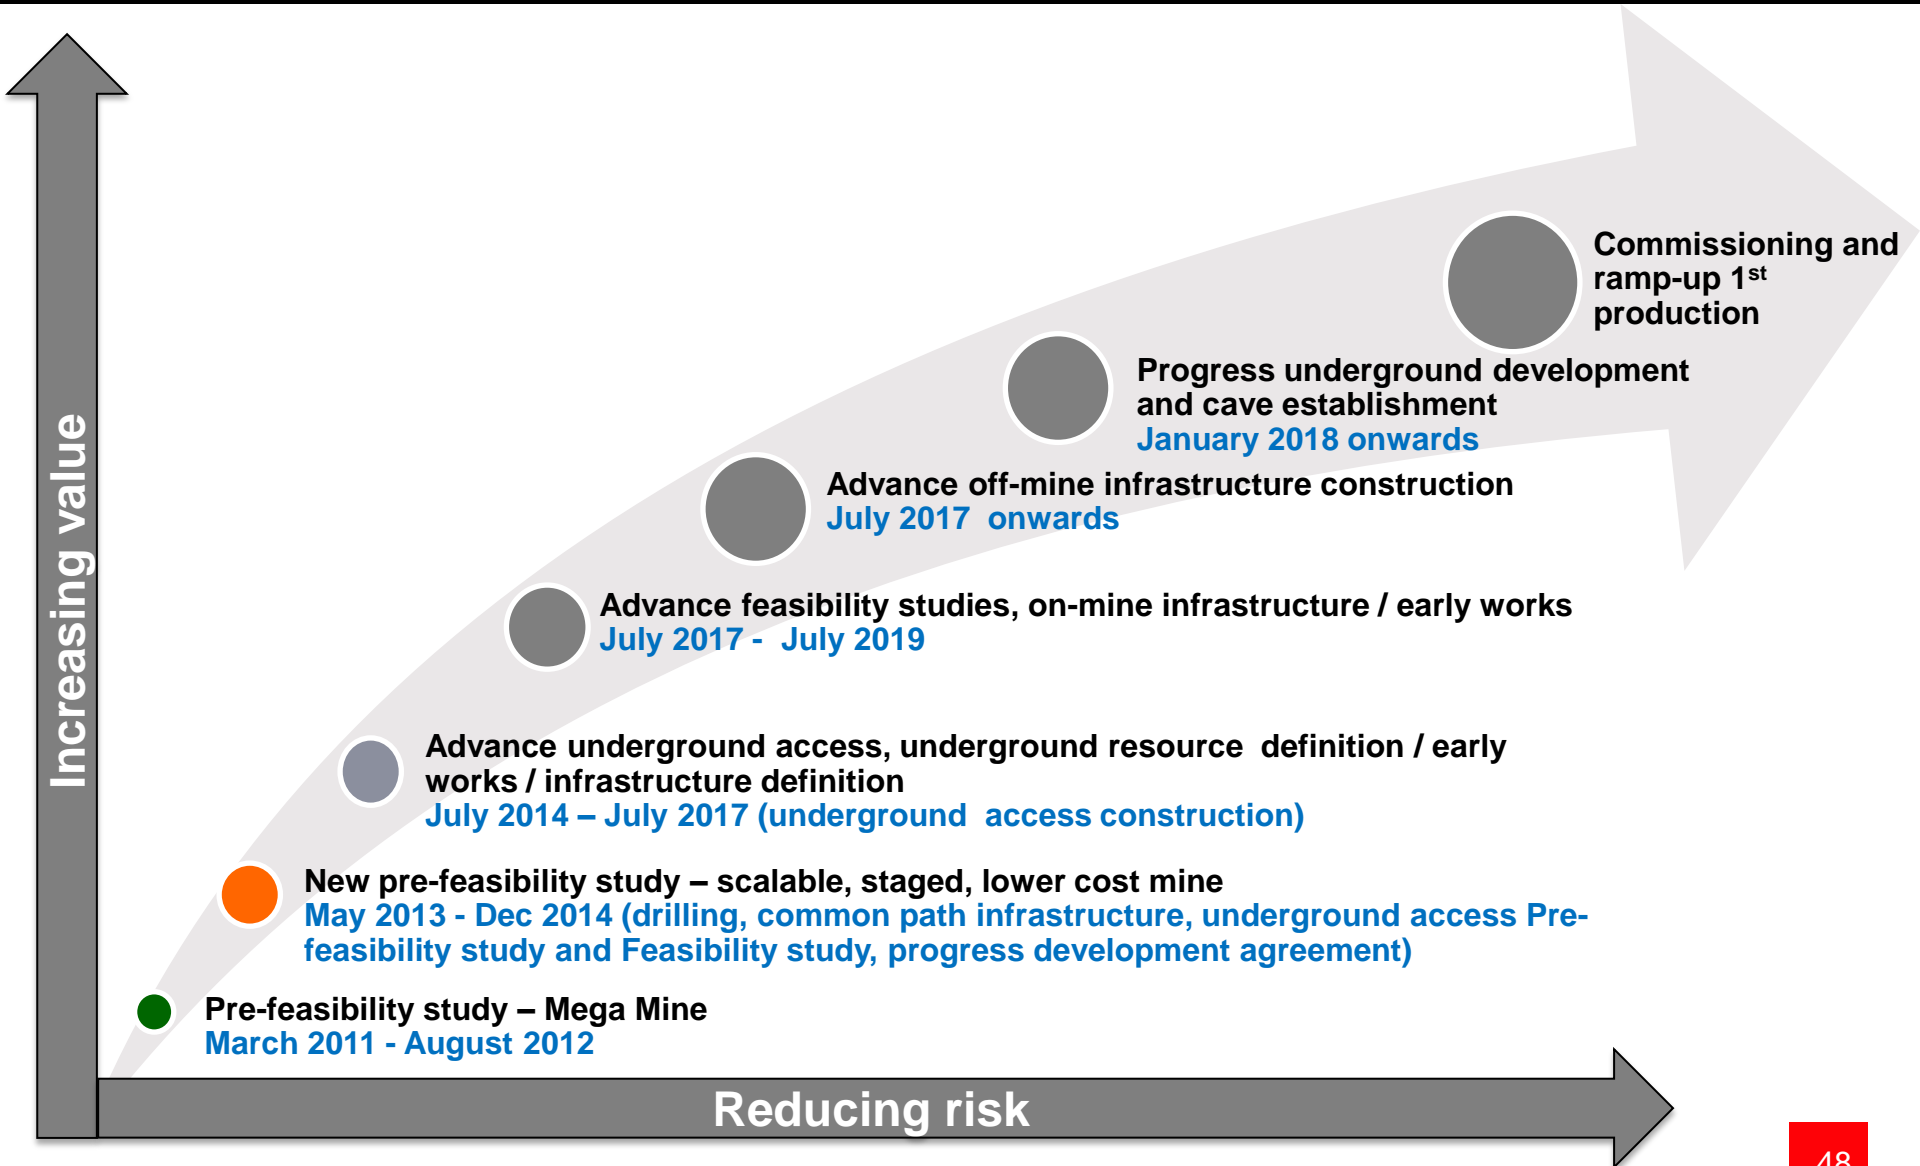 Increasing value
Commissioning and
ramp-up 1st
production
Progress underground development
and cave establishment
January 2018 onwards
Advance off-mine infrastructure construction
July 2017 onwards
Advance feasibility studies, on-mine infrastructure / early works
July 2017 - July 2019
Advance underground access, underground resource definition / early
works / infrastructure definition
July 2014 – July 2017 (underground access construction)
New pre-feasibility study – scalable, staged, lower cost mine
May 2013 - Dec 2014 (drilling, common path infrastructure, underground access Pre-
feasibility study and Feasibility study, progress development agreement)
Pre-feasibility study – Mega Mine
March 2011 - August 2012
Reducing risk
48